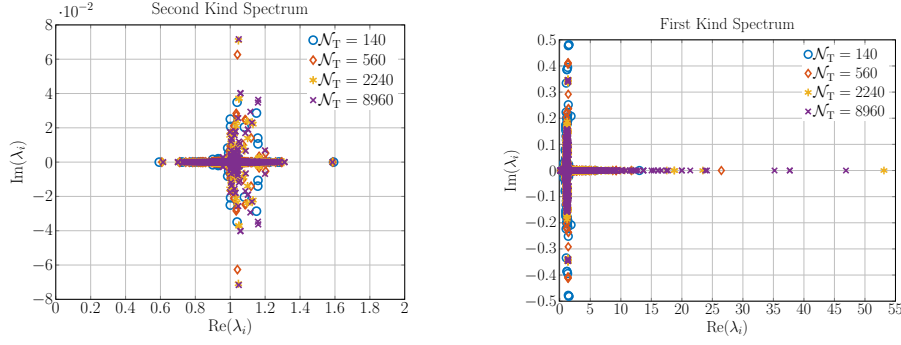 Second Kind Spectrum
·10⁻²
8
6
4
2
0
−2
−4
−6
−8
0 0.2 0.4 0.6 0.8 1 1.2 1.4 1.6 1.8 2
Re(λᵢ)
Im(λᵢ)
𝒩_T = 140
𝒩_T = 560
𝒩_T = 2240
𝒩_T = 8960
First Kind Spectrum
0.5
0.4
0.3
0.2
0.1
0
−0.1
−0.2
−0.3
−0.4
−0.5
0 5 10 15 20 25 30 35 40 45 50 55
Re(λᵢ)
Im(λᵢ)
𝒩_T = 140
𝒩_T = 560
𝒩_T = 2240
𝒩_T = 8960